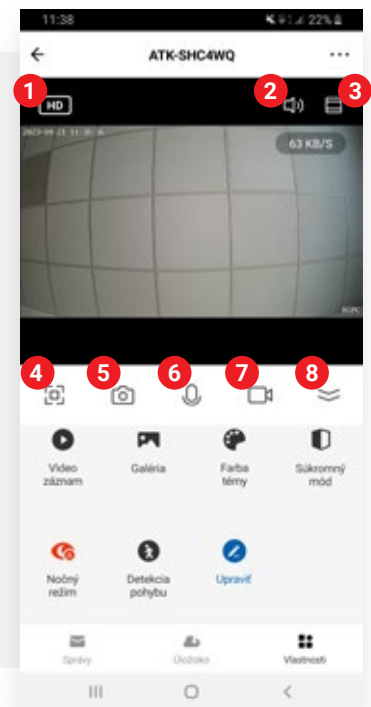 11:38
22%
ATK-SHC4WQ
1
2
3
HD
63 KB/S
4
5
6
7
8
Video
záznam
Galéria
Farba
témy
Súkromný
mód
Nočný
režim
Detekcia
pohybu
Upraviť
Správy
Úložisko
Vlastnosti